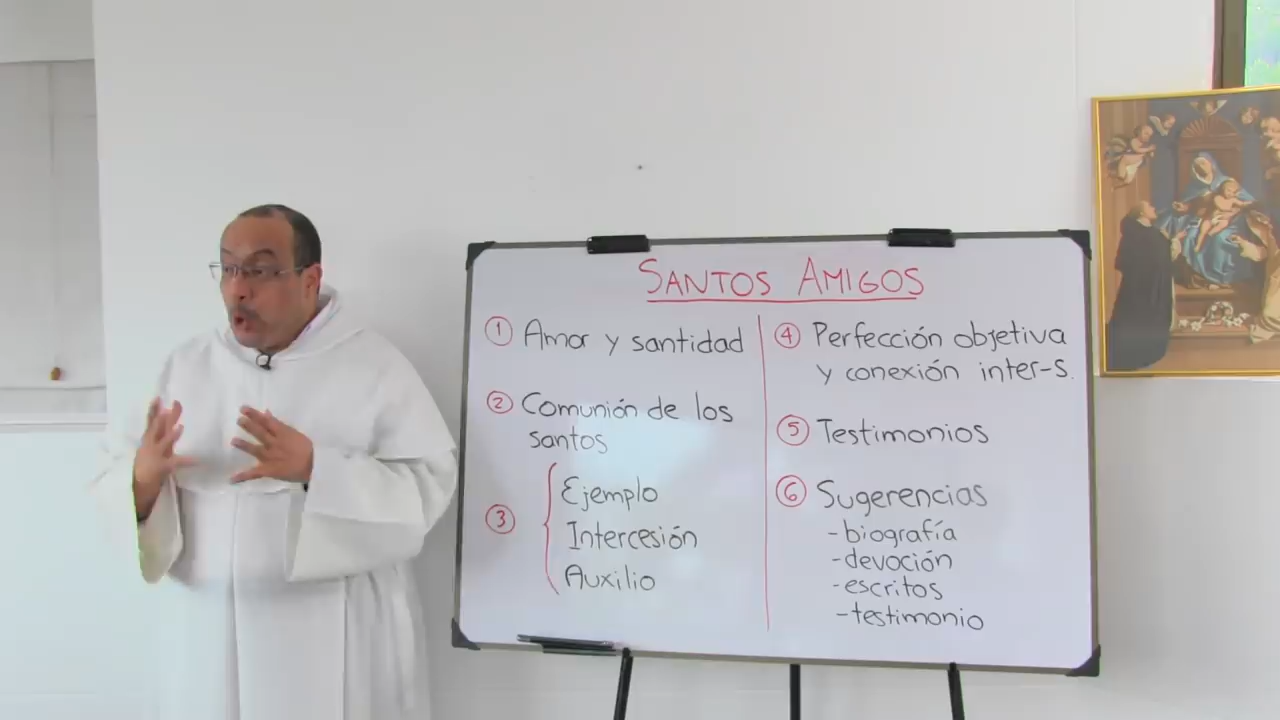 SANTOS AMIGOS
1 Amor y santidad
2 Comunión de los
santos
3 Ejemplo
Intercesión
Auxilio
4 Perfección objetiva
y conexión inter-s.
5 Testimonios
6 Sugerencias
-biografía
-devoción
-escritos
-testimonio